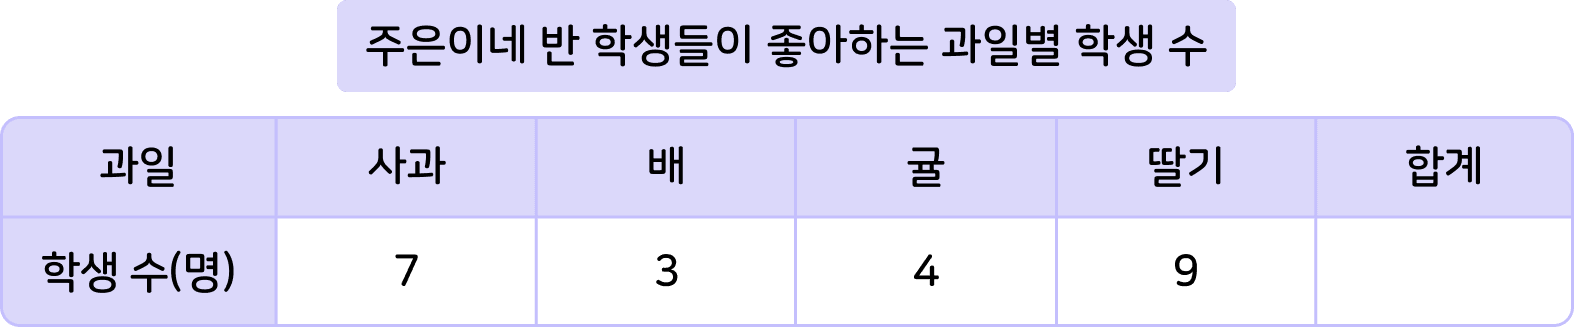 주은이네 반 학생들이 좋아하는 과일별 학생 수
과일 사과 배 귤 딸기 합계
학생 수(명) 7 3 4 9